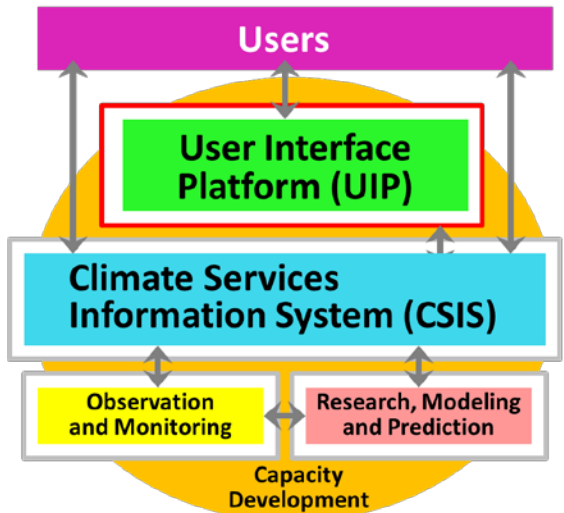 Users
User Interface
Platform (UIP)
Climate Services
Information System (CSIS)
Observation
and Monitoring
Research, Modeling
and Prediction
Capacity
Development